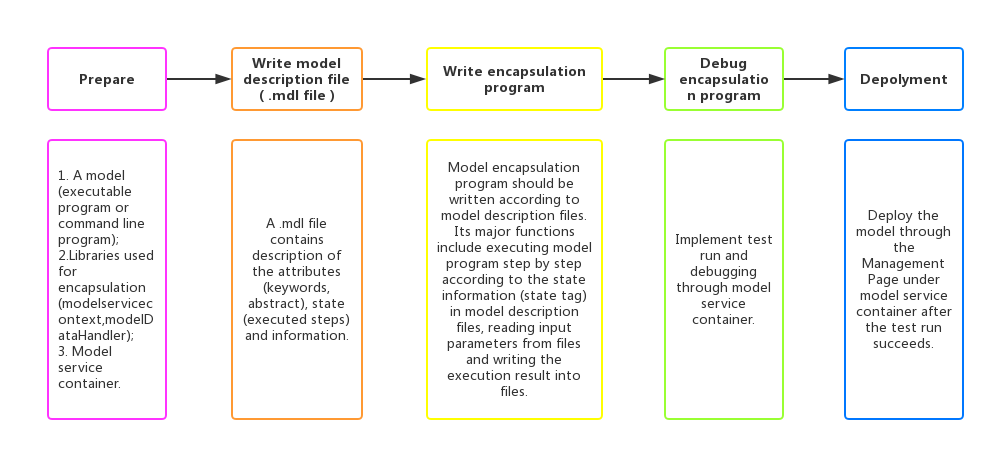 Prepare
Write model
description file
( .mdl file )
Write encapsulation
program
Debug
encapsulatio
n program
Depolyment
1. A model
(executable
program or
command line
program);
2.Libraries used
for
encapsulation
(modelservicec
ontext,modelD
ataHandler);
3. Model
service
container.
A .mdl file
contains
description of
the attributes
(keywords,
abstract), state
(executed steps)
and information.
Model encapsulation
program should be
written according to
model description files.
Its major functions
include executing model
program step by step
according to the state
information (state tag)
in model description
files, reading input
parameters from files
and writing the
execution result into
files.
Implement test
run and
debugging
through model
service
container.
Deploy the
model through
the
Management
Page under
model service
container after
the test run
succeeds.